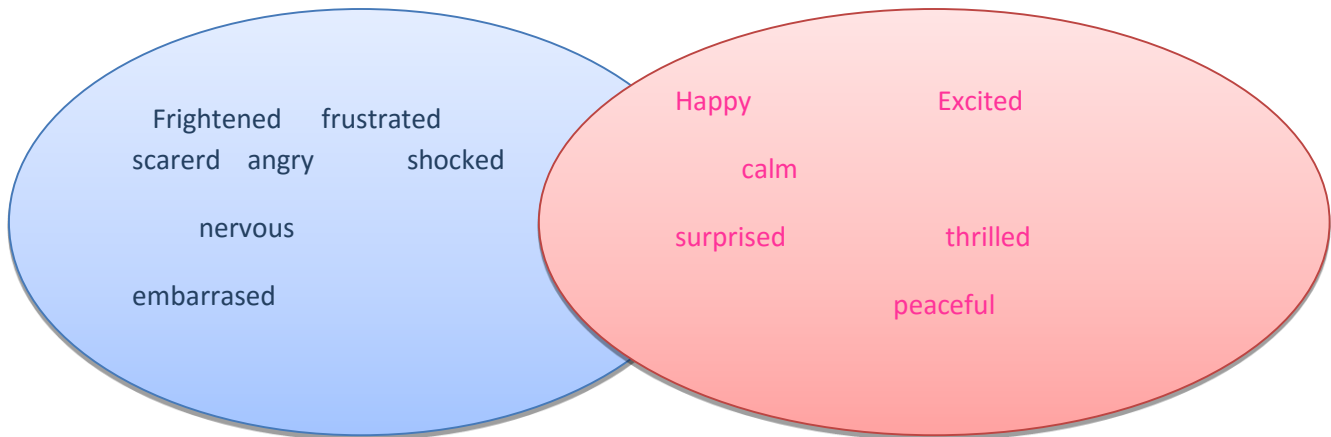 Frightened frustrated
scarerd angry shocked
nervous
embarrased
Happy Excited
calm
surprised thrilled
peaceful